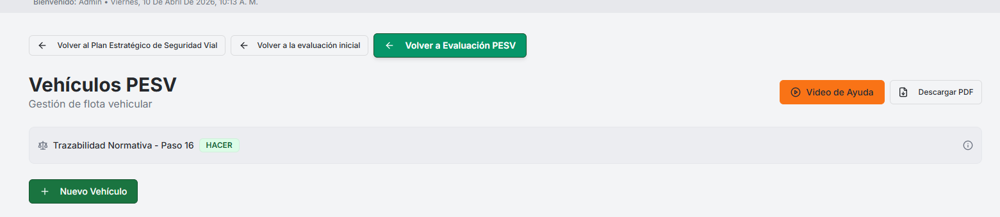 Bienvenido: Admin • Viernes, 10 De Abril De 2026, 10:13 A. M.
Volver al Plan Estratégico de Seguridad Vial
Volver a la evaluación inicial
Volver a Evaluación PESV
Vehículos PESV
Gestión de flota vehicular
Video de Ayuda
Descargar PDF
Trazabilidad Normativa - Paso 16
HACER
Nuevo Vehículo